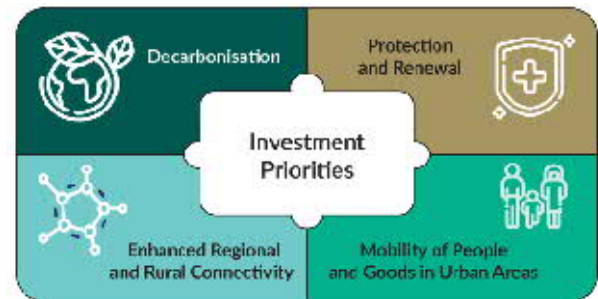 Decarbonisation
Protection
and Renewal
Investment
Priorities
Enhanced Regional
and Rural Connectivity
Mobility of People
and Goods in Urban Areas